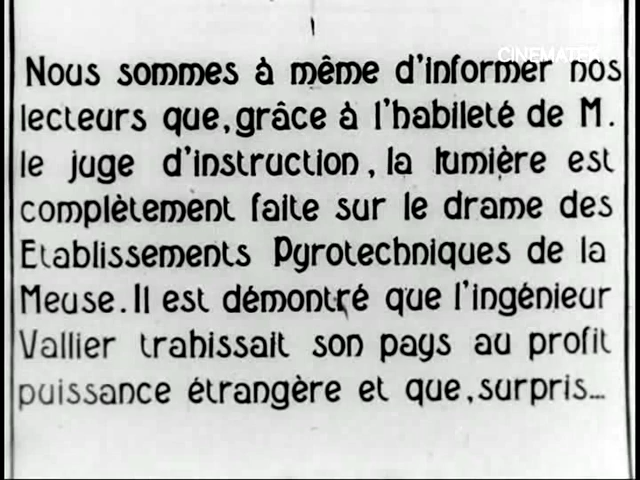 CINEMATEK
Nous sommes à même d'informer nos
lecteurs que, grâce à l'habileté de M.
le juge d'instruction, la lumière est
complètement faite sur le drame des
Etablissements Pyrotechniques de la
Meuse. Il est démontré que l'ingénieur
Vallier trahissait son pays au profit
puissance étrangère et que, surpris...